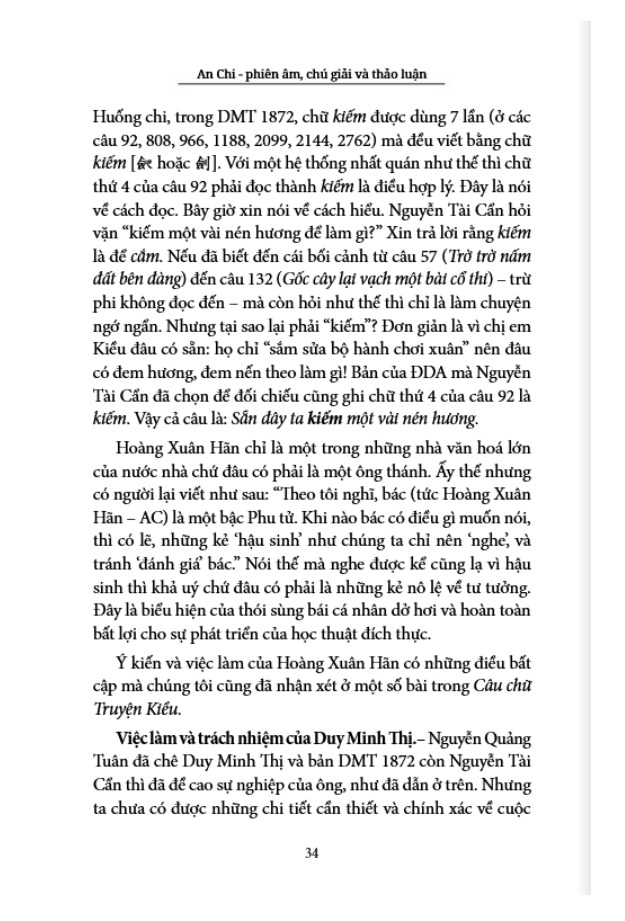 An Chi - phiên âm, chú giải và thảo luận
Huống chi, trong DMT 1872, chữ kiếm được dùng 7 lần (ở các
câu 92, 808, 966, 1188, 2099, 2144, 2762) mà đều viết bằng chữ
kiếm [ hoặc 劍]. Với một hệ thống nhất quán như thế thì chữ
thứ 4 của câu 92 phải đọc thành kiếm là điều hợp lý. Đây là nói
về cách đọc. Bây giờ xin nói về cách hiểu. Nguyễn Tài Cẩn hỏi
vặn “kiếm một vài nén hương để làm gì?” Xin trả lời rằng kiếm
là để cắm. Nếu đã biết đến cái bối cảnh từ câu 57 (Trờ trờ nấm
đất bên đàng) đến câu 132 (Gốc cây lại vạch một bài cổ thi) – trừ
phi không đọc đến – mà còn hỏi như thế thì chỉ là làm chuyện
ngớ ngẩn. Nhưng tại sao lại phải “kiếm”? Đơn giản là vì chị em
Kiều đâu có sẵn: họ chỉ “sắm sửa bộ hành chơi xuân” nên đâu
có đem hương, đem nến theo làm gì! Bản của ĐDA mà Nguyễn
Tài Cẩn đã chọn để đối chiếu cũng ghi chữ thứ 4 của câu 92 là
kiếm. Vậy cả câu là: Sẵn đây ta kiếm một vài nén hương.
Hoàng Xuân Hãn chỉ là một trong những nhà văn hoá lớn
của nước nhà chứ đâu có phải là một ông thánh. Ấy thế nhưng
có người lại viết như sau: “Theo tôi nghĩ, bác (tức Hoàng Xuân
Hãn – AC) là một bậc Phu tử. Khi nào bác có điều gì muốn nói,
thì có lẽ, những kẻ ‘hậu sinh’ như chúng ta chỉ nên ‘nghe’, và
tránh ‘đánh giá’ bác.” Nói thế mà nghe được kể cũng lạ vì hậu
sinh thì khả uý chứ đâu có phải là những kẻ nô lệ về tư tưởng.
Đây là biểu hiện của thói sùng bái cá nhân dở hơi và hoàn toàn
bất lợi cho sự phát triển của học thuật đích thực.
Ý kiến và việc làm của Hoàng Xuân Hãn có những điều bất
cập mà chúng tôi cũng đã nhận xét ở một số bài trong Câu chữ
Truyện Kiều.
Việc làm và trách nhiệm của Duy Minh Thị.– Nguyễn Quảng
Tuân đã chê Duy Minh Thị và bản DMT 1872 còn Nguyễn Tài
Cẩn thì đã đề cao sự nghiệp của ông, như đã dẫn ở trên. Nhưng
ta chưa có được những chi tiết cần thiết và chính xác về cuộc
34